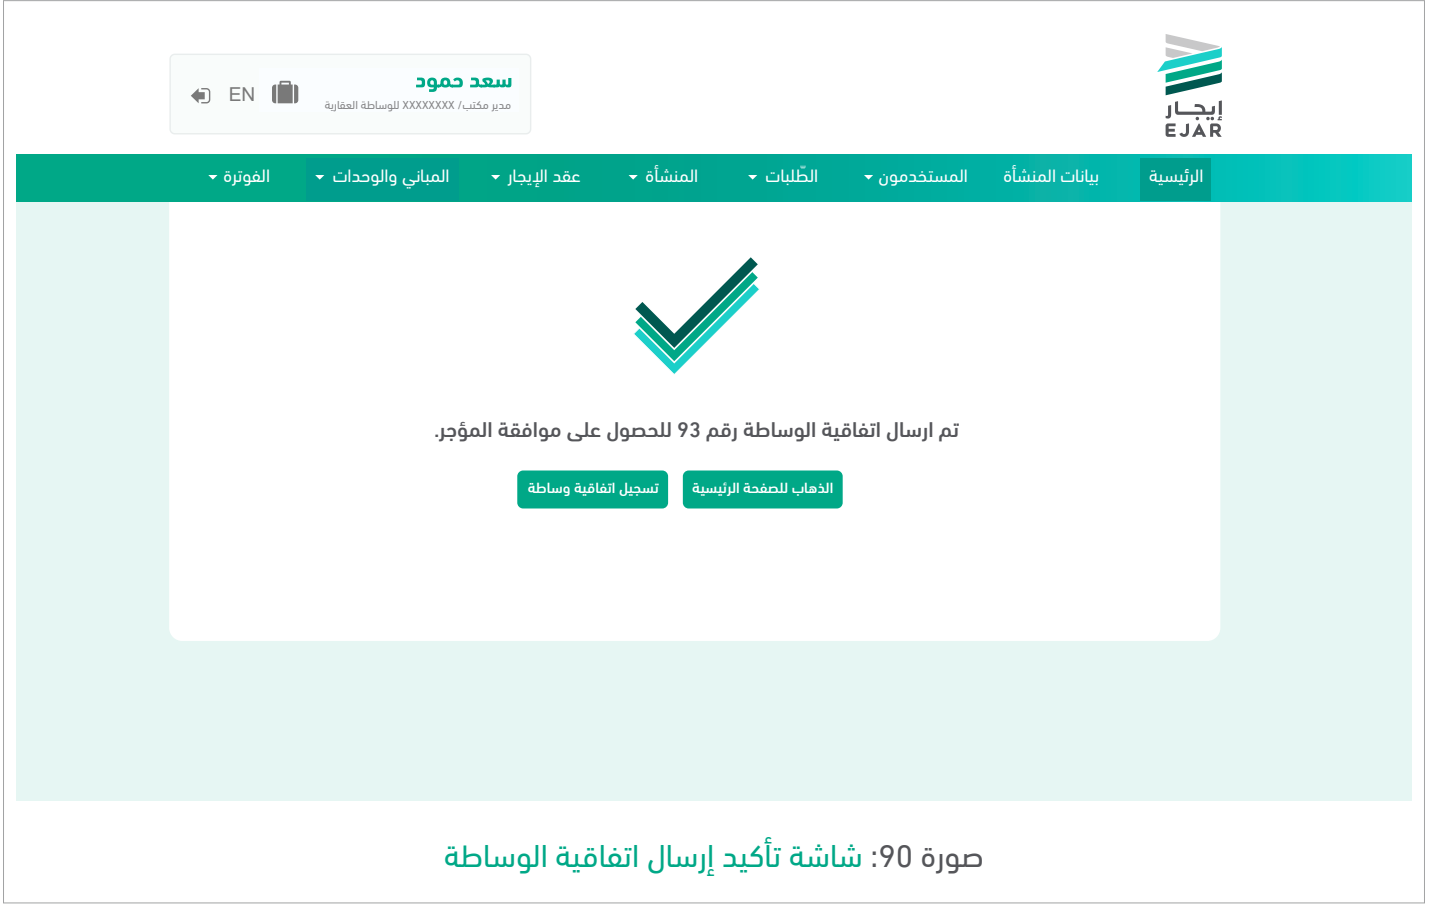 إيجار
EJAR
سعد حمود
مدير مكتب/ XXXXXXXX للوساطة العقارية
EN
الرئيسية بيانات المنشأة المستخدمون الطّلبات المنشأة عقد الإيجار المباني والوحدات الفوترة
تم ارسال اتفاقية الوساطة رقم 93 للحصول على موافقة المؤجر.
الذهاب للصفحة الرئيسية تسجيل اتفاقية وساطة
صورة 90: شاشة تأكيد إرسال اتفاقية الوساطة